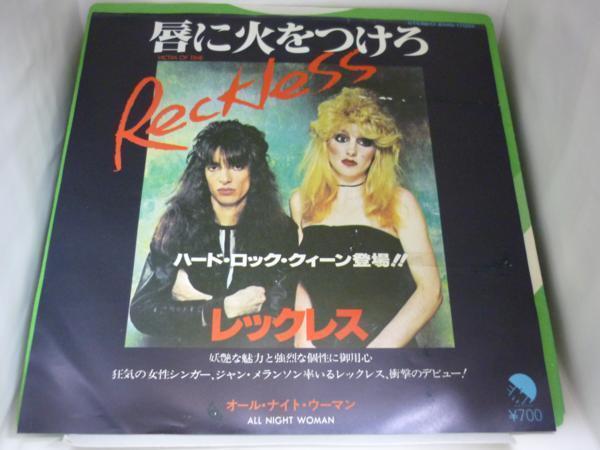 唇に火をつけろ
VICTIM OF TIME
Reckless
ハード・ロック・クィーン登場!!
レックレス
妖艶な魅力と強烈な個性に御用心
狂気の女性シンガー、ジャン・メランソン率いるレックレス、衝撃のデビュー!
オール・ナイト・ウーマン
ALL NIGHT WOMAN
¥700